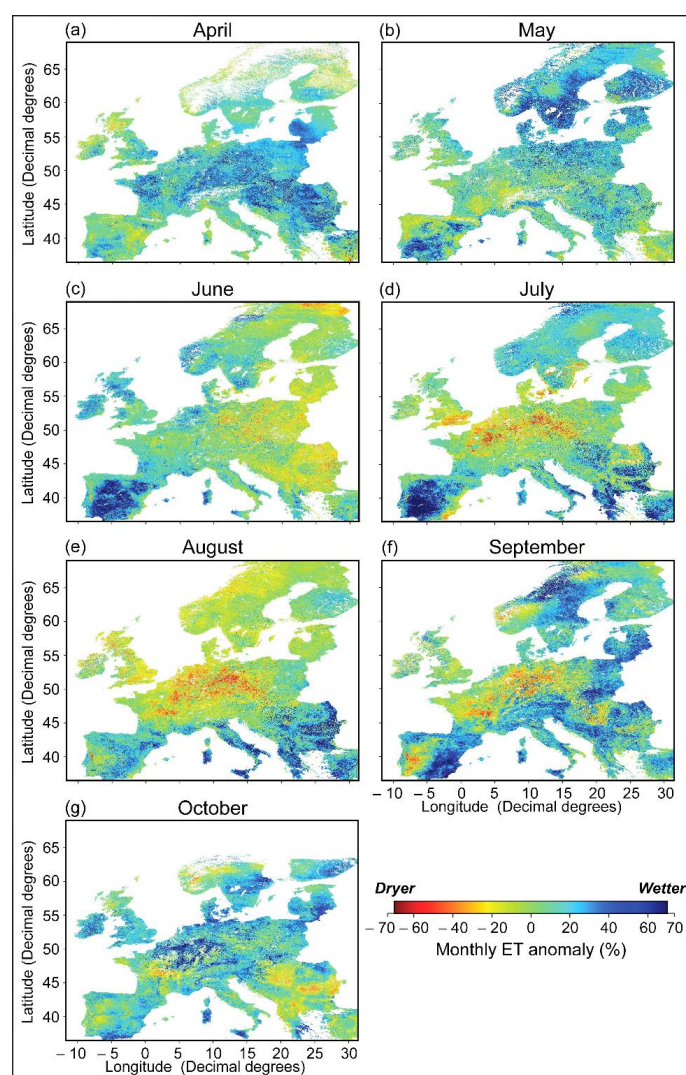 (a) April
(b) May
65
60
55
50
45
40
Latitude (Decimal degrees)
(c) June
(d) July
65
60
55
50
45
40
Latitude (Decimal degrees)
(e) August
(f) September
65
60
55
50
45
40
Latitude (Decimal degrees)
– 10 – 5 0 5 10 15 20 25 30
Longitude (Decimal degrees)
(g) October
65
60
55
50
45
40
Latitude (Decimal degrees)
– 10 – 5 0 5 10 15 20 25 30
Longitude (Decimal degrees)
Dryer Wetter
– 70 – 60 – 40 – 20 0 20 40 60 70
Monthly ET anomaly (%)